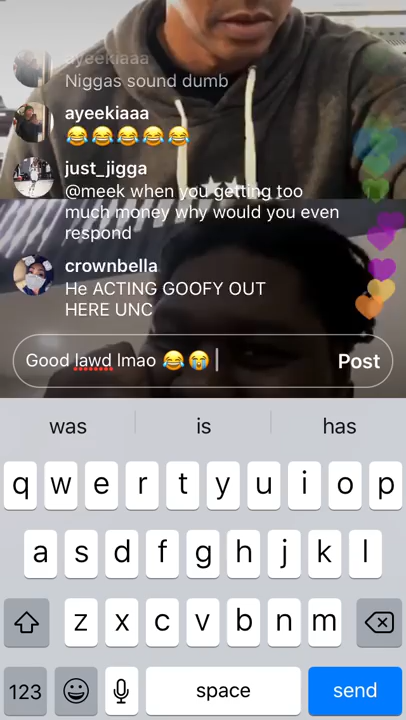 ayeekiaaa
Niggas sound dumb
ayeekiaaa
😂😂😂😂😂
just_jigga
@meek when you getting too
much money why would you even
respond
crownbella
He ACTING GOOFY OUT
HERE UNC
Good lawd lmao 😂😭 Post
was is has
q w e r t y u i o p
a s d f g h j k l
z x c v b n m
123 space send